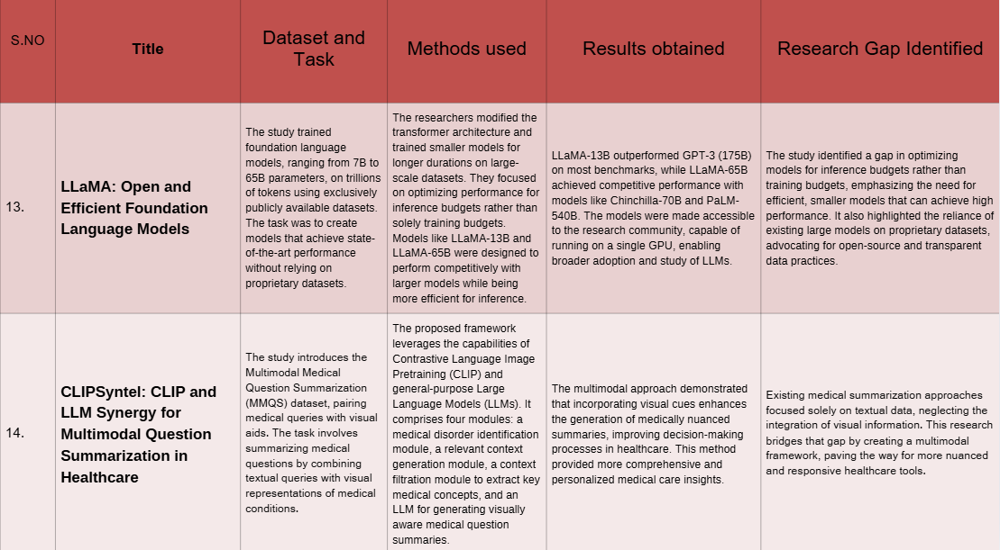 S.NO
Title
Dataset and
Task
Methods used
Results obtained
Research Gap Identified
13.
LLaMA: Open and
Efficient Foundation
Language Models
The study trained
foundation language
models, ranging from 7B to
65B parameters, on trillions
of tokens using exclusively
publicly available datasets.
The task was to create
models that achieve state-
of-the-art performance
without relying on
proprietary datasets.
The researchers modified the
transformer architecture and
trained smaller models for
longer durations on large-
scale datasets. They focused
on optimizing performance for
inference budgets rather than
solely training budgets.
Models like LLaMA-13B and
LLaMA-65B were designed to
perform competitively with
larger models while being
more efficient for inference.
LLaMA-13B outperformed GPT-3 (175B)
on most benchmarks, while LLaMA-65B
achieved competitive performance with
models like Chinchilla-70B and PaLM-
540B. The models were made accessible
to the research community, capable of
running on a single GPU, enabling
broader adoption and study of LLMs.
The study identified a gap in optimizing
models for inference budgets rather than
training budgets, emphasizing the need for
efficient, smaller models that can achieve high
performance. It also highlighted the reliance of
existing large models on proprietary datasets,
advocating for open-source and transparent
data practices.
14.
CLIPSyntel: CLIP and
LLM Synergy for
Multimodal Question
Summarization in
Healthcare
The study introduces the
Multimodal Medical
Question Summarization
(MMQS) dataset, pairing
medical queries with visual
aids. The task involves
summarizing medical
questions by combining
textual queries with visual
representations of medical
conditions.
The proposed framework
leverages the capabilities of
Contrastive Language Image
Pretraining (CLIP) and
general-purpose Large
Language Models (LLMs). It
comprises four modules: a
medical disorder identification
module, a relevant context
generation module, a context
filtration module to extract key
medical concepts, and an
LLM for generating visually
aware medical question
summaries.
The multimodal approach demonstrated
that incorporating visual cues enhances
the generation of medically nuanced
summaries, improving decision-making
processes in healthcare. This method
provided more comprehensive and
personalized medical care insights.
Existing medical summarization approaches
focused solely on textual data, neglecting the
integration of visual information. This research
bridges that gap by creating a multimodal
framework, paving the way for more nuanced
and responsive healthcare tools.